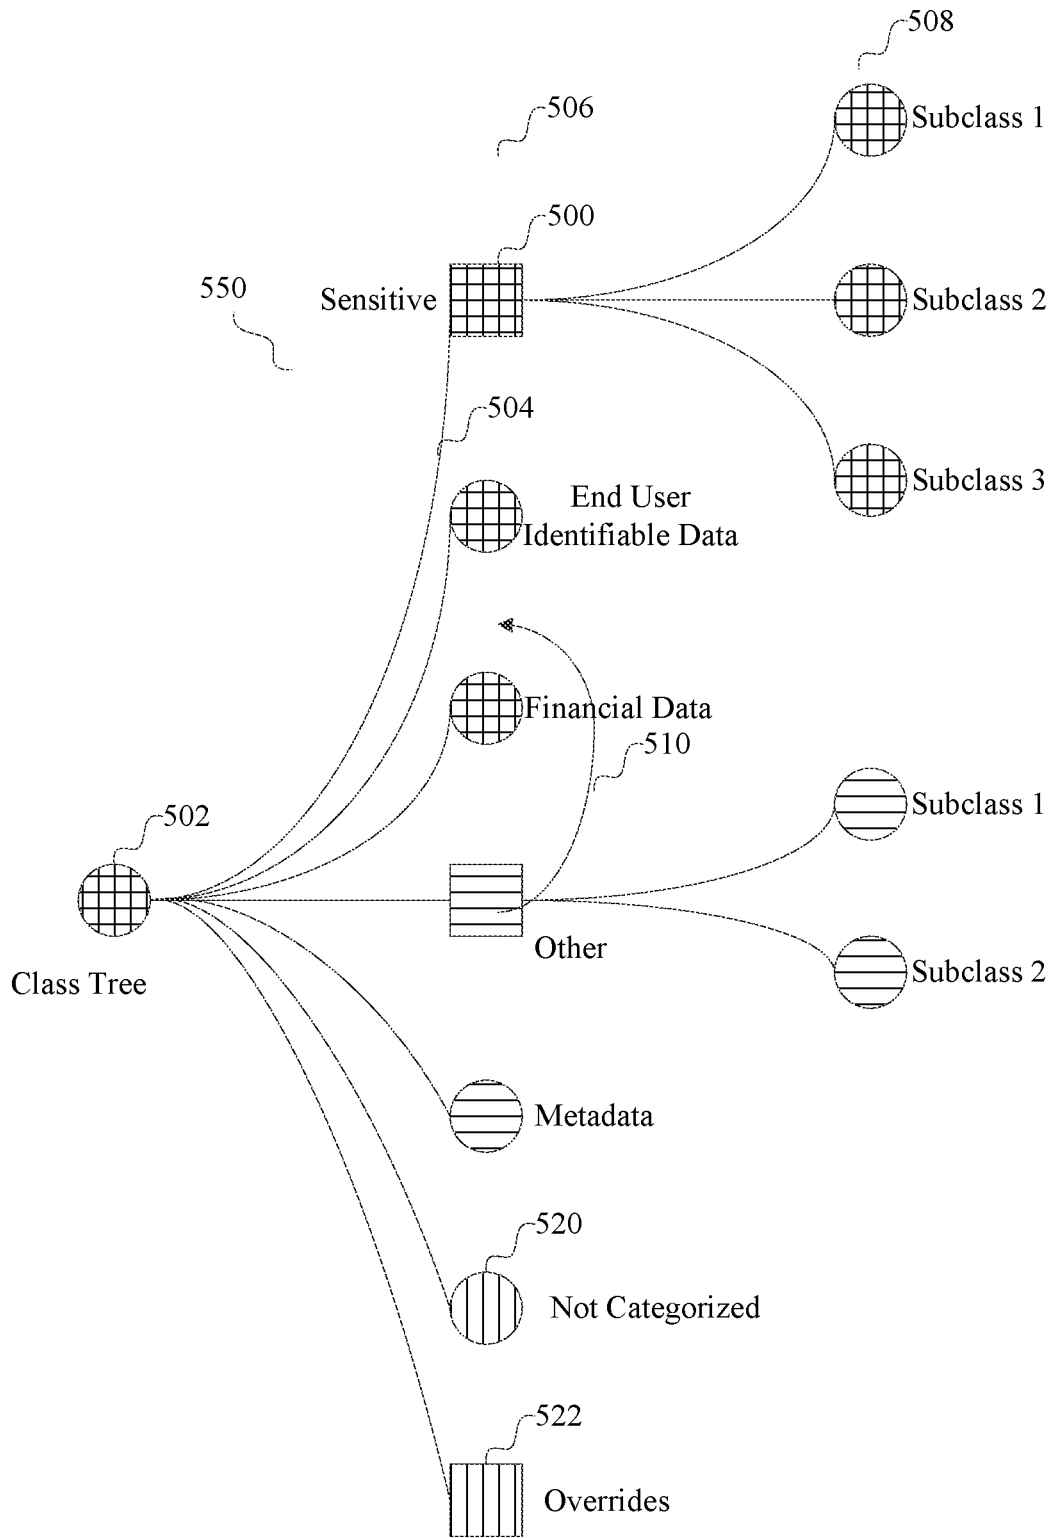 508
Subclass 1
506
500
550
Sensitive
Subclass 2
504
Subclass 3
End User
Identifiable Data
Financial Data
510
Subclass 1
502
Other
Subclass 2
Class Tree
Metadata
520
Not Categorized
522
Overrides